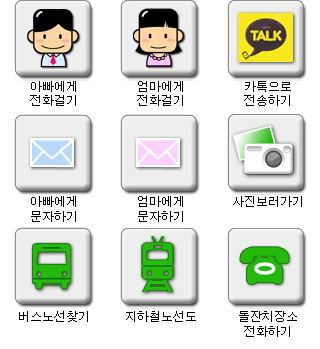 아빠에게
전화걸기
엄마에게
전화걸기
TALK
카톡으로
전송하기
아빠에게
문자하기
엄마에게
문자하기
사진보러가기
버스노선찾기
지하철노선도
돌잔치장소
전화하기